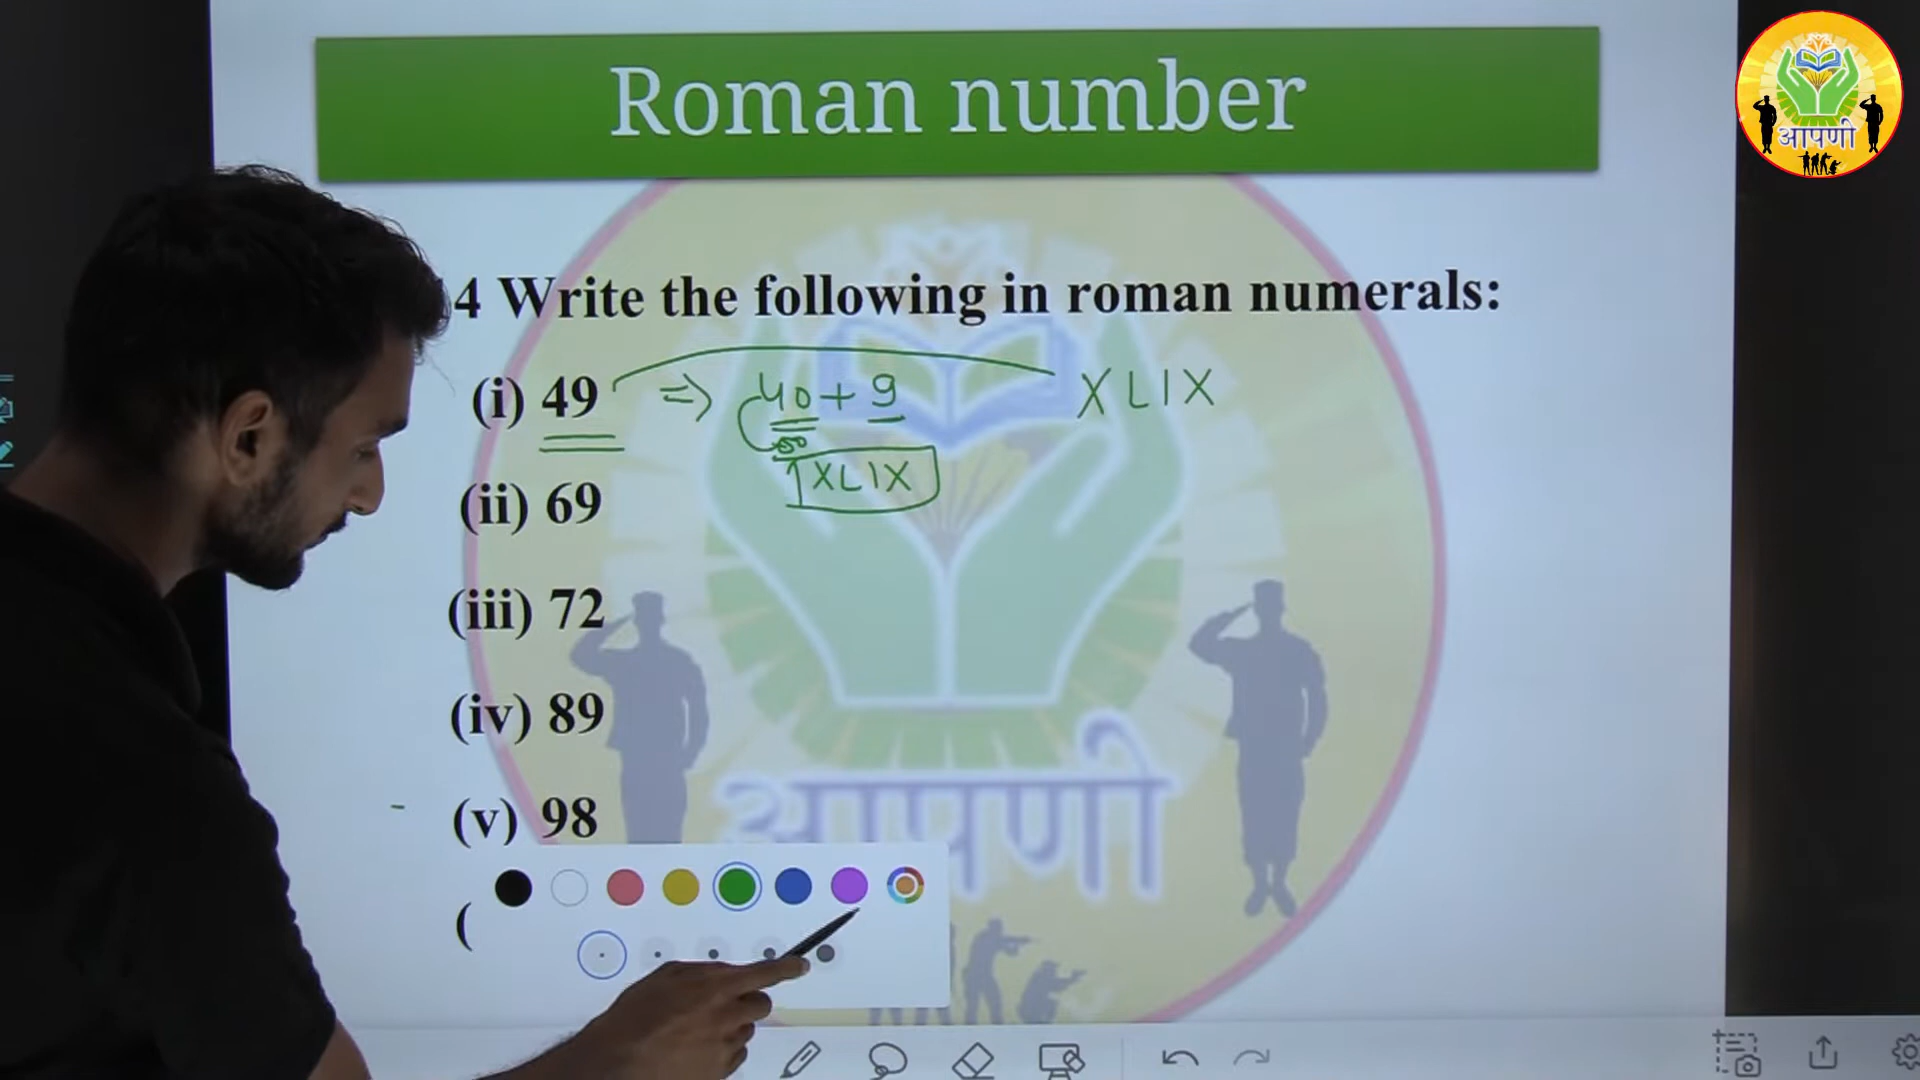 Roman number
आपणी
4 Write the following in roman numerals:
(i) 49 => 40 + 9 XLIX
50
XLIX
(ii) 69
(iii) 72
(iv) 89
(v) 98
(
आपणी